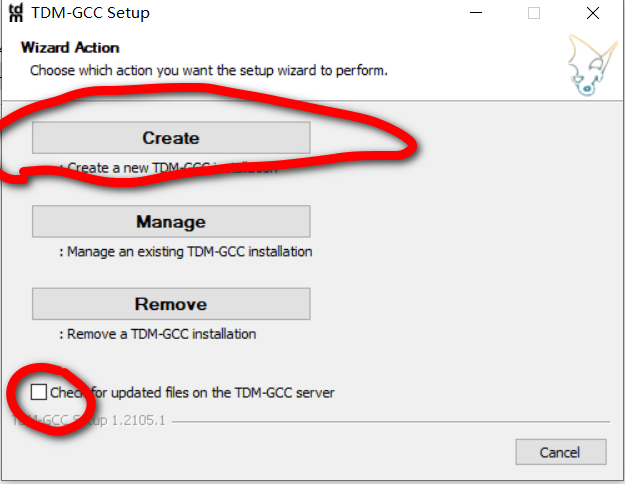 tdm TDM-GCC Setup
Wizard Action
Choose which action you want the setup wizard to perform.
Create
: Create a new TDM-GCC installation
Manage
: Manage an existing TDM-GCC installation
Remove
: Remove a TDM-GCC installation
Check for updated files on the TDM-GCC server
TDM-GCC Setup 1.2105.1
Cancel